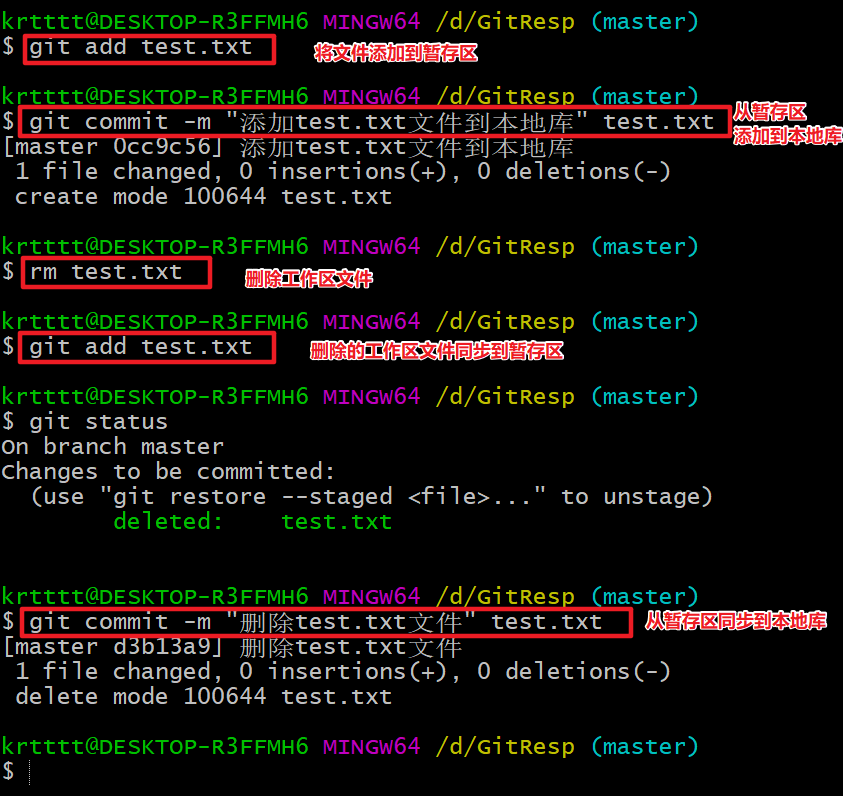 krtttt@DESKTOP-R3FFMH6 MINGW64 /d/GitResp (master)
$ git add test.txt 将文件添加到暂存区
krtttt@DESKTOP-R3FFMH6 MINGW64 /d/GitResp (master)
$ git commit -m "添加test.txt文件到本地库" test.txt 从暂存区
添加到本地库
[master 0cc9c56] 添加test.txt文件到本地库
1 file changed, 0 insertions(+), 0 deletions(-)
create mode 100644 test.txt
krtttt@DESKTOP-R3FFMH6 MINGW64 /d/GitResp (master)
$ rm test.txt 删除工作区文件
krtttt@DESKTOP-R3FFMH6 MINGW64 /d/GitResp (master)
$ git add test.txt 删除的工作区文件同步到暂存区
krtttt@DESKTOP-R3FFMH6 MINGW64 /d/GitResp (master)
$ git status
On branch master
Changes to be committed:
(use "git restore --staged <file>..." to unstage)
deleted: test.txt
krtttt@DESKTOP-R3FFMH6 MINGW64 /d/GitResp (master)
$ git commit -m "删除test.txt文件" test.txt 从暂存区同步到本地库
[master d3b13a9] 删除test.txt文件
1 file changed, 0 insertions(+), 0 deletions(-)
delete mode 100644 test.txt
krtttt@DESKTOP-R3FFMH6 MINGW64 /d/GitResp (master)
$